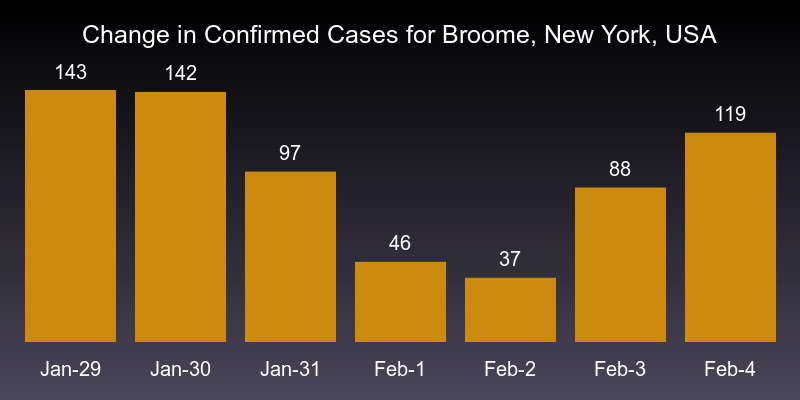 Change in Confirmed Cases for Broome, New York, USA
143
142
97
46
37
88
119
Jan-29
Jan-30
Jan-31
Feb-1
Feb-2
Feb-3
Feb-4